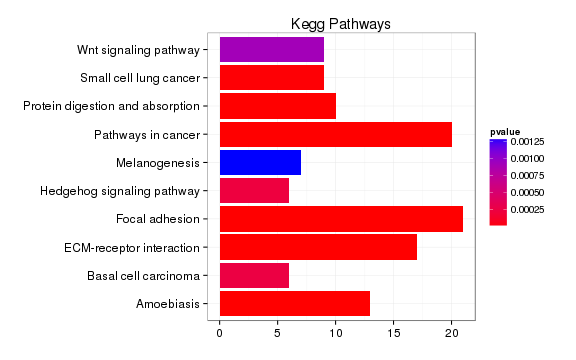 Kegg Pathways
Wnt signaling pathway
Small cell lung cancer
Protein digestion and absorption
Pathways in cancer
Melanogenesis
Hedgehog signaling pathway
Focal adhesion
ECM-receptor interaction
Basal cell carcinoma
Amoebiasis
0 5 10 15 20
pvalue
0.00125
0.00100
0.00075
0.00050
0.00025